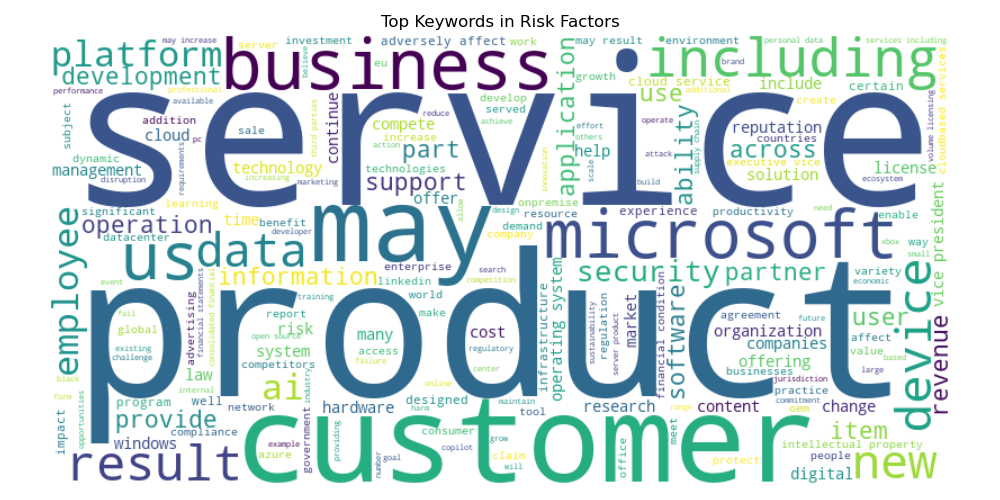 Top Keywords in Risk Factors
may increase
server
investment
adversely affect
work
may result
environment
personal data
services including
platform
business
including
believe
eu
growth
cloud service
brand
development
performance
professional
available
develop
served
use
include
certain
additional
cloudbased services
subject
addition
cloud
sale
continue
third parties
compete
increase
reduce
achieve
others
application
effort
operate
create
reputation
countries
volume licensing
service
dynamic
management
disruption
pc
requirements
technology
increasing
marketing
action
technologies
part
support
offer
innovation
help
scale
attack
build
ability
supply chain
across
executive vice
solution
license
ecosystem
significant
learning
operation
time
benefit
datacenter
developer
may
allow
design
resource
demand
company
onpremise
experience
productivity
need
enable
vice president
microsoft
xbox
way
small
employee
us
data
information
enterprise
linkedin
search
competition
security
partner
variety
economic
device
revenue
event
fail
global
existing
challenge
advertising
financial statements
consolidated financial
report
risk
open source
system
competitors
training
world
make
many
access
failure
cost
regulatory
center
infrastructure
operating system
sustainability
server product
regulation
market
financial condition
software
agreement
future
organization
companies
offering
businesses
jurisdiction
user
affect
value
based
large
product
black
form
opportunities
law
internal
program
well
provide
compliance
network
ai
industry
hardware
designed
harm
online
maintain
tool
research
meet
range
content
oem
practice
commitment
change
impact
windows
result
example
azure
government
providing
number
goal
consumer
copilot
grow
will
claim
customer
office
protect
intellectual property
people
digital
item
new